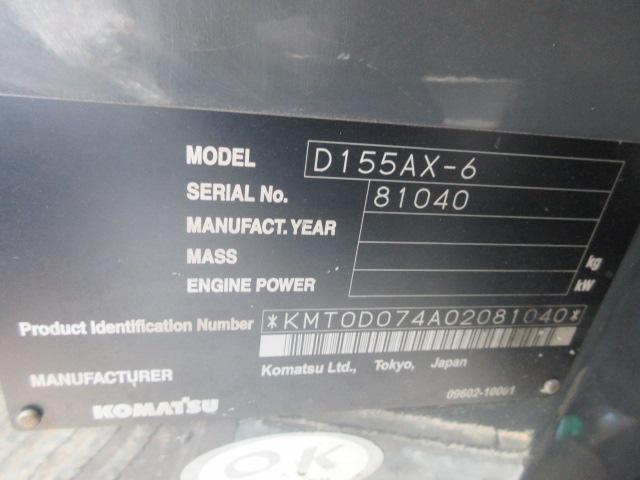 MODEL D155AX-6
SERIAL No. 81040
MANUFACT. YEAR
MASS kg
ENGINE POWER kW
Product Identification Number *KMT0D074A02081040*
MANUFACTURER Komatsu Ltd., Tokyo, Japan
KOMATSU 09602-10001
OK